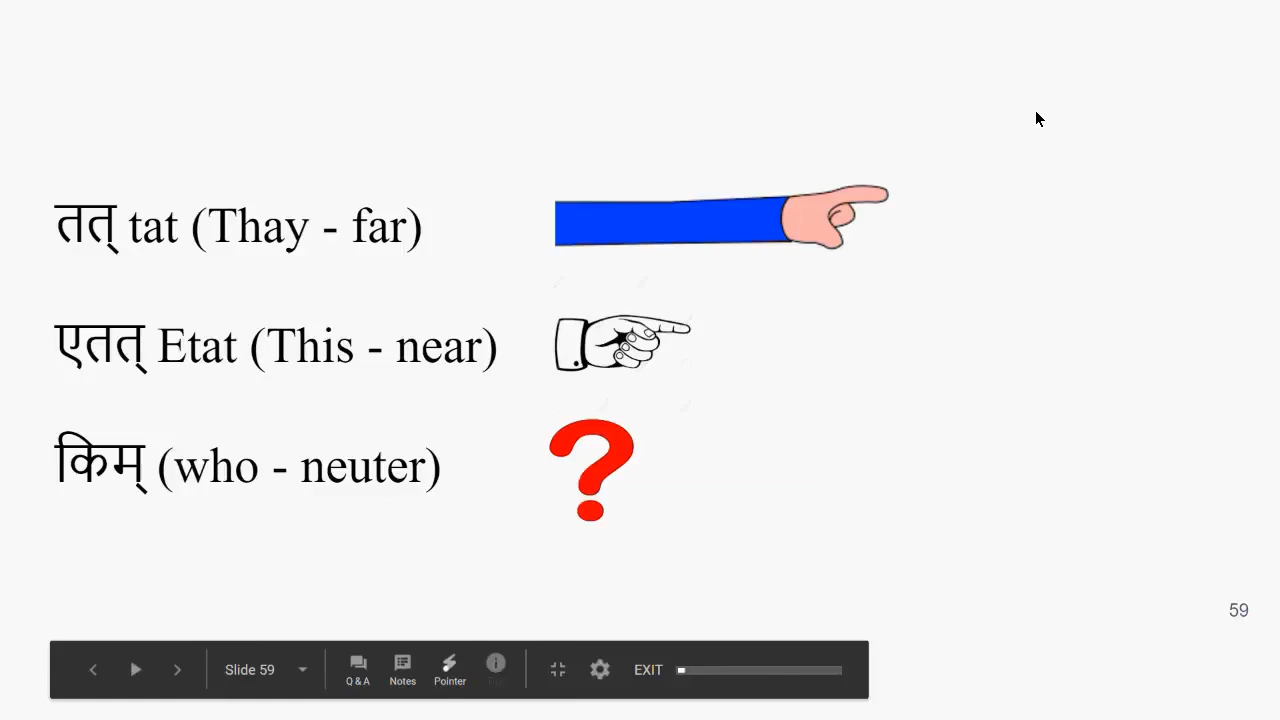 तत् tat (Thay - far)
एतत् Etat (This - near)
किम् (who - neuter)
59
Slide 59
Q & A
Notes
Pointer
EXIT